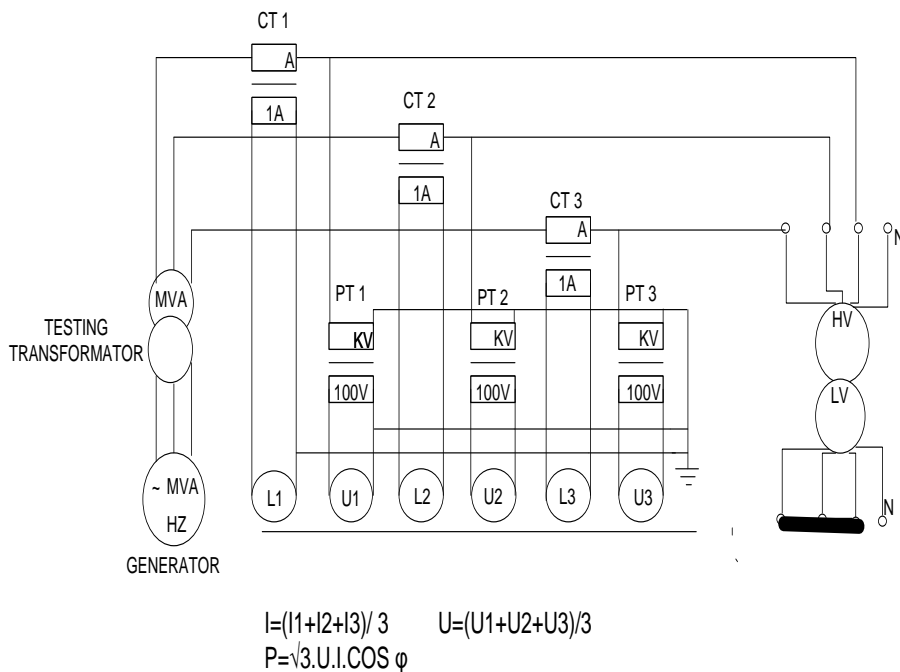 CT 1
A
1A
CT 2
A
1A
CT 3
A
1A
N
MVA
TESTING
TRANSFORMATOR
PT 1
KV
100V
PT 2
KV
100V
PT 3
KV
100V
HV
LV
~ MVA
HZ
GENERATOR
L1
U1
L2
U2
L3
U3
N
I=(I1+I2+I3)/ 3 U=(U1+U2+U3)/3
P=√3.U.I.COS φ